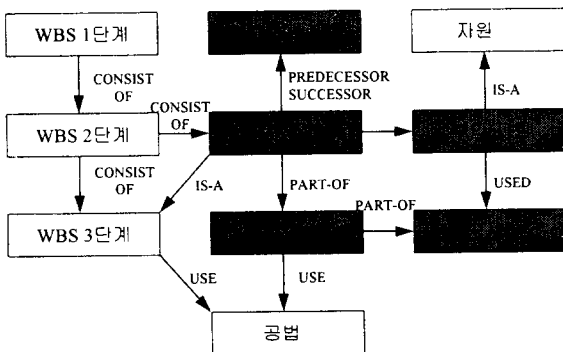 WBS 1단계
자원
CONSIST
OF
PREDECESSOR
SUCCESSOR
IS-A
CONSIST
OF
WBS 2단계
CONSIST
OF
IS-A
PART-OF
USED
PART-OF
WBS 3단계
USE
USE
공법